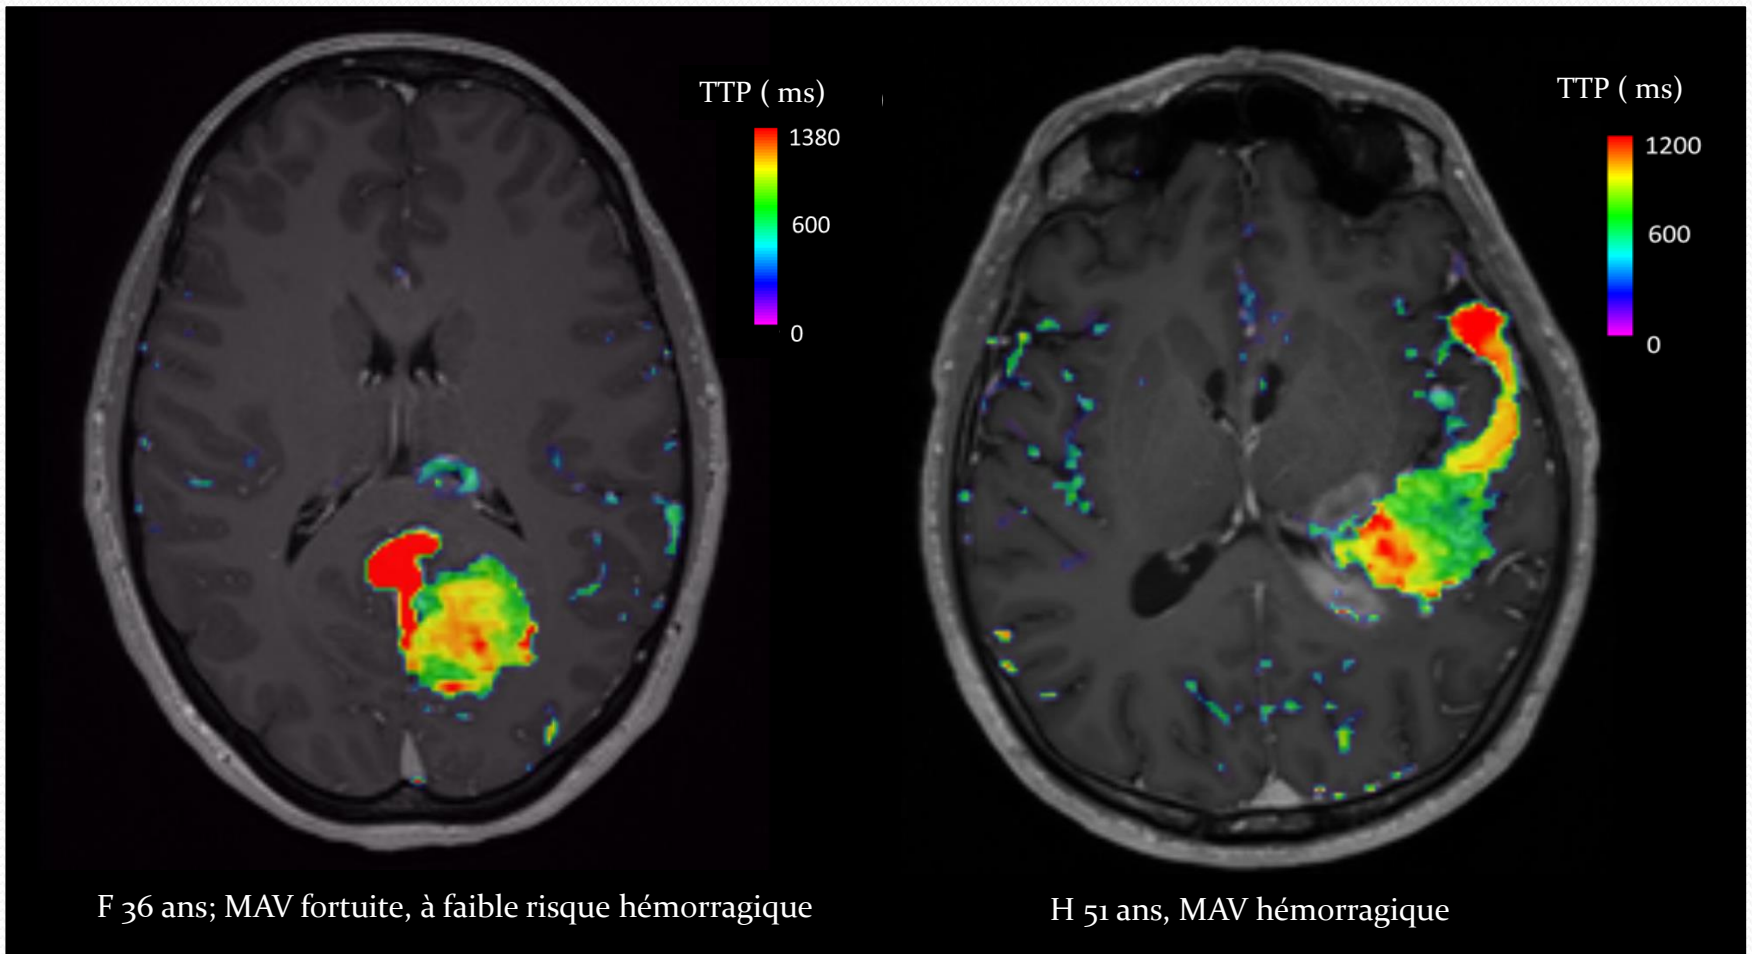 TTP ( ms)
1380
600
0
F 36 ans; MAV fortuite, à faible risque hémorragique
TTP ( ms)
1200
600
0
H 51 ans, MAV hémorragique